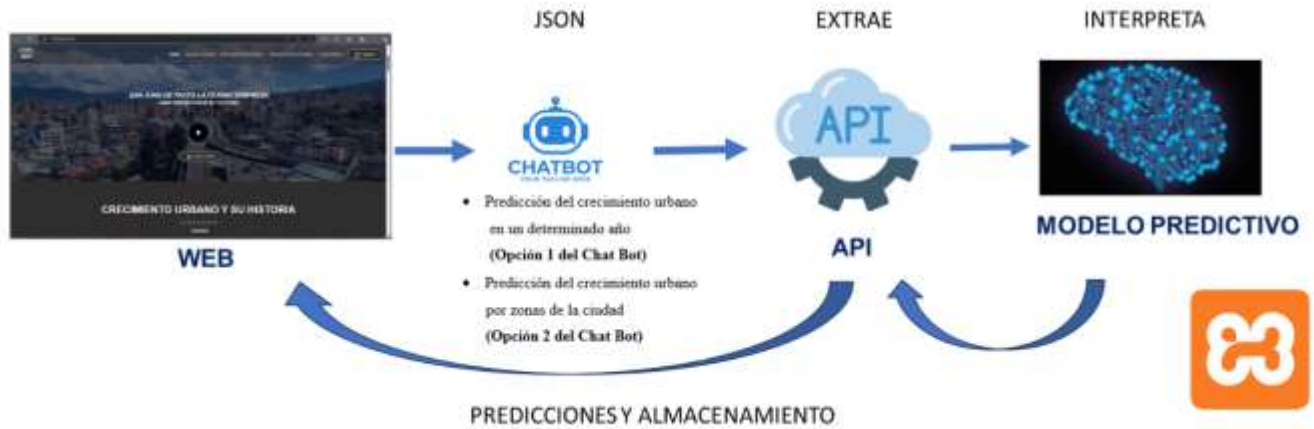 JSON
EXTRAE
INTERPRETA
CRECIMIENTO URBANO Y SU HISTORIA
WEB
CHATBOT
• Predicción del crecimiento urbano
en un determinado año
(Opción 1 del Chat Bot)
• Predicción del crecimiento urbano
por zonas de la ciudad
(Opción 2 del Chat Bot)
API
API
MODELO PREDICTIVO
PREDICCIONES Y ALMACENAMIENTO